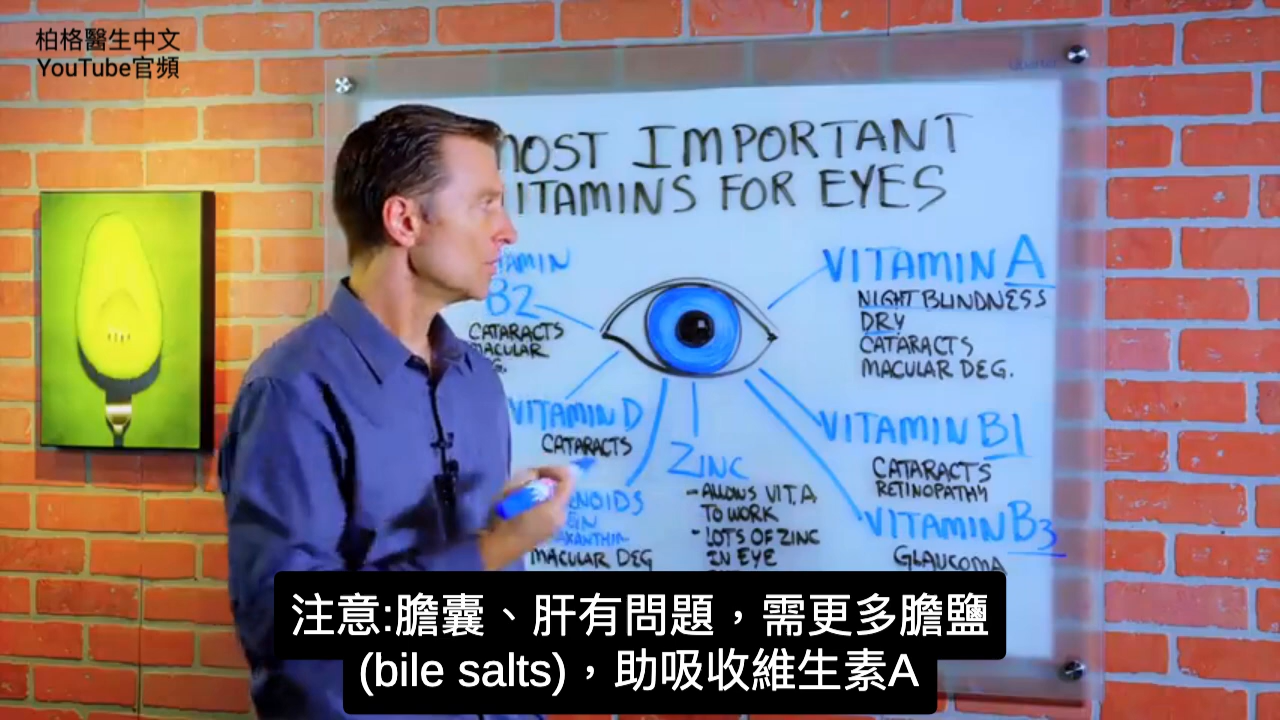 柏格醫生中文
YouTube官頻
MOST IMPORTANT
VITAMINS FOR EYES
B2
CATARACTS
MACULAR
VITAMIN A
NIGHT BLINDNESS
DRY
CATARACTS
MACULAR DEG.
VITAMIN D
CATARACTS
ZINC
- ALLOWS VIT. A
TO WORK
- LOTS OF ZINC
IN EYE
MACULAR DEG
VITAMIN B1
CATARACTS
RETINOPATHY
VITAMIN B3
GLAUCOMA
注意:膽囊、肝有問題，需更多膽鹽
(bile salts)，助吸收維生素A